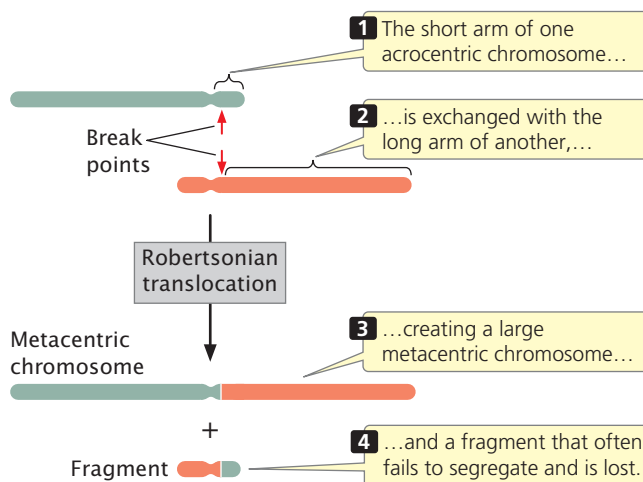 1 The short arm of one
acrocentric chromosome…
2 …is exchanged with the
long arm of another,…
Break
points
Robertsonian
translocation
3 …creating a large
metacentric chromosome…
Metacentric
chromosome
+
4 …and a fragment that often
fails to segregate and is lost.
Fragment